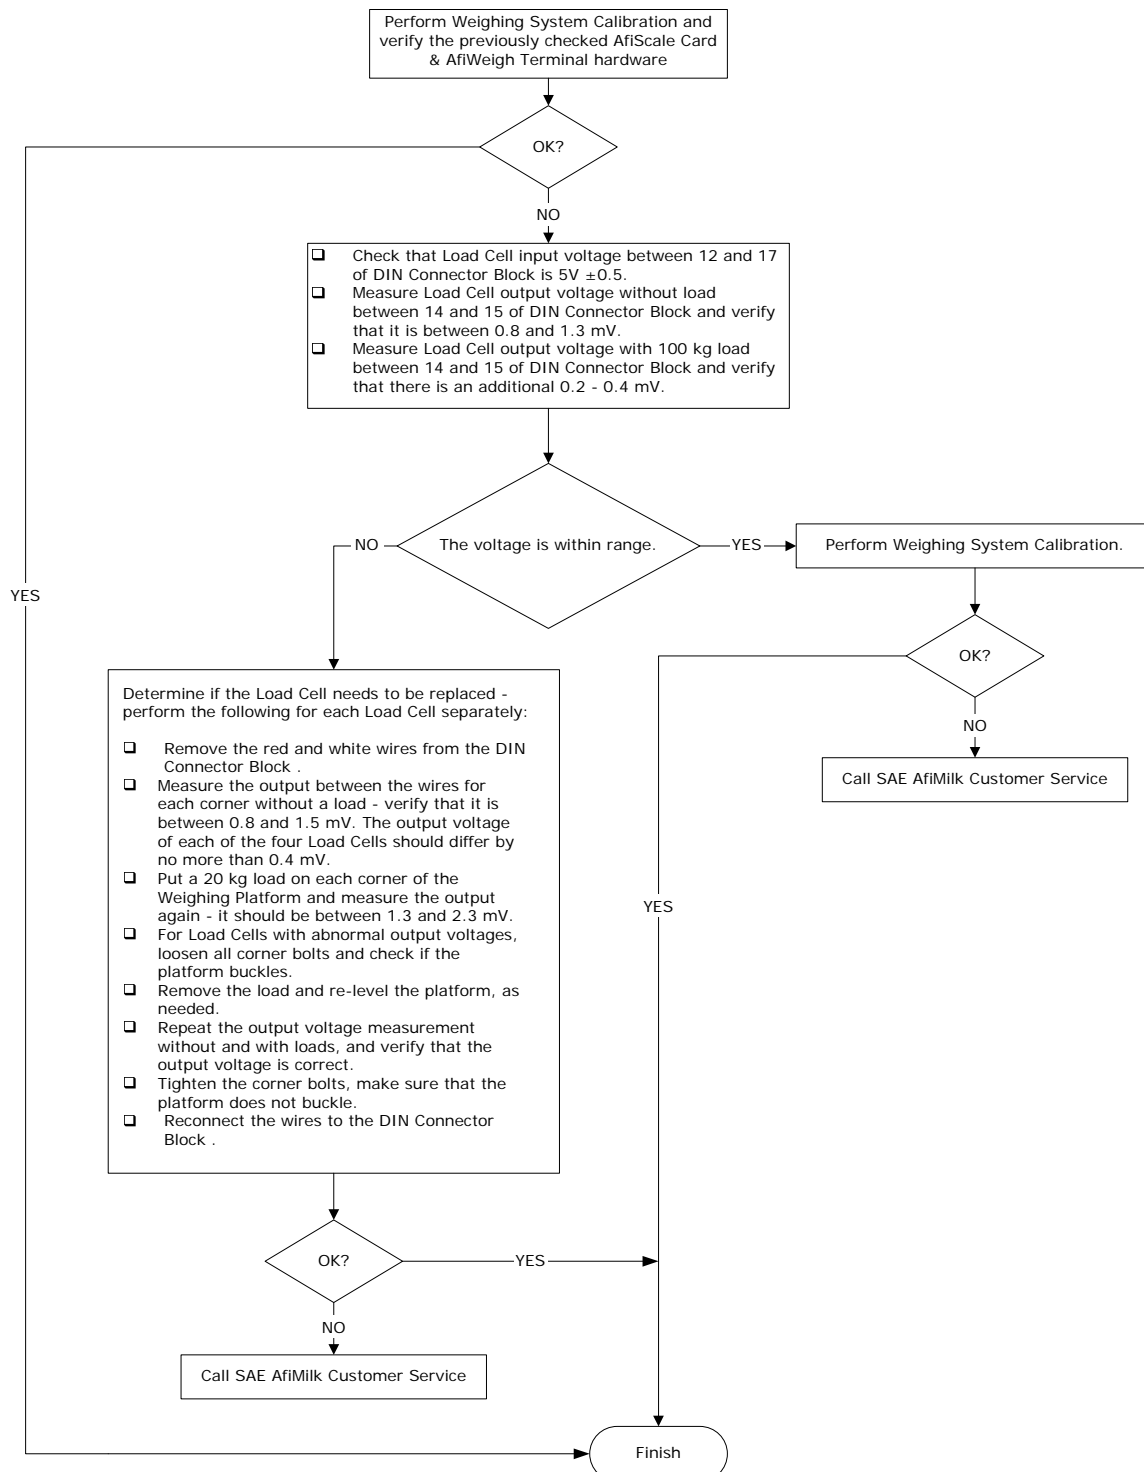 Perform Weighing System Calibration and
verify the previously checked AfiScale Card
& AfiWeigh Terminal hardware
OK?
NO
❑ Check that Load Cell input voltage between 12 and 17
of DIN Connector Block is 5V ±0.5.
❑ Measure Load Cell output voltage without load
between 14 and 15 of DIN Connector Block and verify
that it is between 0.8 and 1.3 mV.
❑ Measure Load Cell output voltage with 100 kg load
between 14 and 15 of DIN Connector Block and verify
that there is an additional 0.2 - 0.4 mV.
NO
The voltage is within range.
YES
Perform Weighing System Calibration.
YES
OK?
NO
Call SAE AfiMilk Customer Service
Determine if the Load Cell needs to be replaced -
perform the following for each Load Cell separately:
❑ Remove the red and white wires from the DIN
Connector Block .
❑ Measure the output between the wires for
each corner without a load - verify that it is
between 0.8 and 1.5 mV. The output voltage
of each of the four Load Cells should differ by
no more than 0.4 mV.
❑ Put a 20 kg load on each corner of the
Weighing Platform and measure the output
again - it should be between 1.3 and 2.3 mV.
❑ For Load Cells with abnormal output voltages,
loosen all corner bolts and check if the
platform buckles.
❑ Remove the load and re-level the platform, as
needed.
❑ Repeat the output voltage measurement
without and with loads, and verify that the
output voltage is correct.
❑ Tighten the corner bolts, make sure that the
platform does not buckle.
❑ Reconnect the wires to the DIN Connector
Block .
YES
OK?
YES
NO
Call SAE AfiMilk Customer Service
Finish